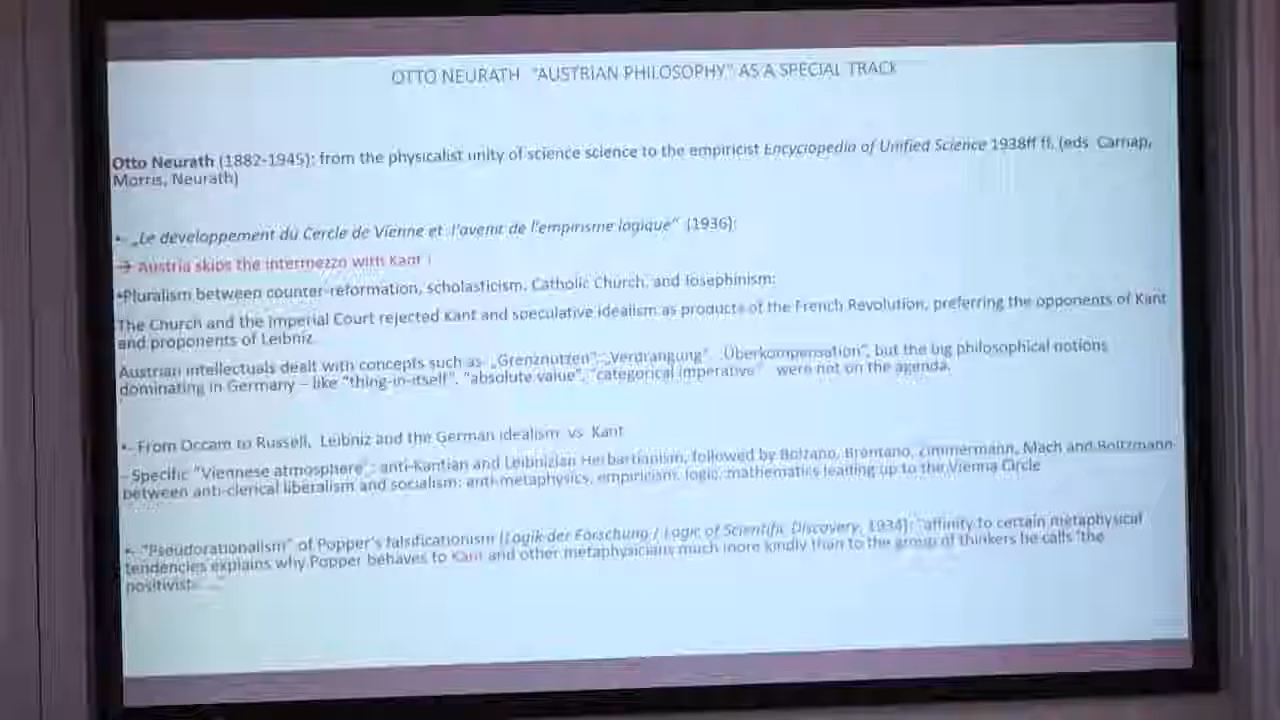 OTTO NEURATH "AUSTRIAN PHILOSOPHY" AS A SPECIAL TRACK
Otto Neurath (1882-1945): from the physicalist unity of science science to the empiricist Encyclopedia of Unified Science 1938ff ff. (eds Carnap,
Morris, Neurath)
•- „Le développement du Cercle de Vienne et l'avenir de l'empirisme logique" (1936):
→ Austria skips the intermezzo with Kant !
•Pluralism between counter-reformation, scholasticism, Catholic Church, and Josephinism:
The Church and the Imperial Court rejected Kant and speculative idealism as products of the French Revolution, preferring the opponents of Kant
and proponents of Leibniz
Austrian intellectuals dealt with concepts such as „Grenznutzen" „Verdrängung" „Überkompensation", but the big philosophical notions
dominating in Germany – like "thing-in-itself", "absolute value", "categorical imperative" were not on the agenda.
•- From Occam to Russell, Leibniz and the German idealism vs Kant
- Specific "Viennese atmosphere": anti-Kantian and Leibnizian Herbartianism, followed by Bolzano, Brentano, Zimmermann, Mach and Boltzmann
between anti-clerical liberalism and socialism: anti-metaphysics, empiricism, logic, mathematics leading up to the Vienna Circle
•- "Pseudorationalism" of Popper's falsificationism (Logik der Forschung / Logic of Scientific Discovery, 1934): "affinity to certain metaphysical
tendencies explains why Popper behaves to Kant and other metaphysicians much more kindly than to the group of thinkers he calls 'the
positivist